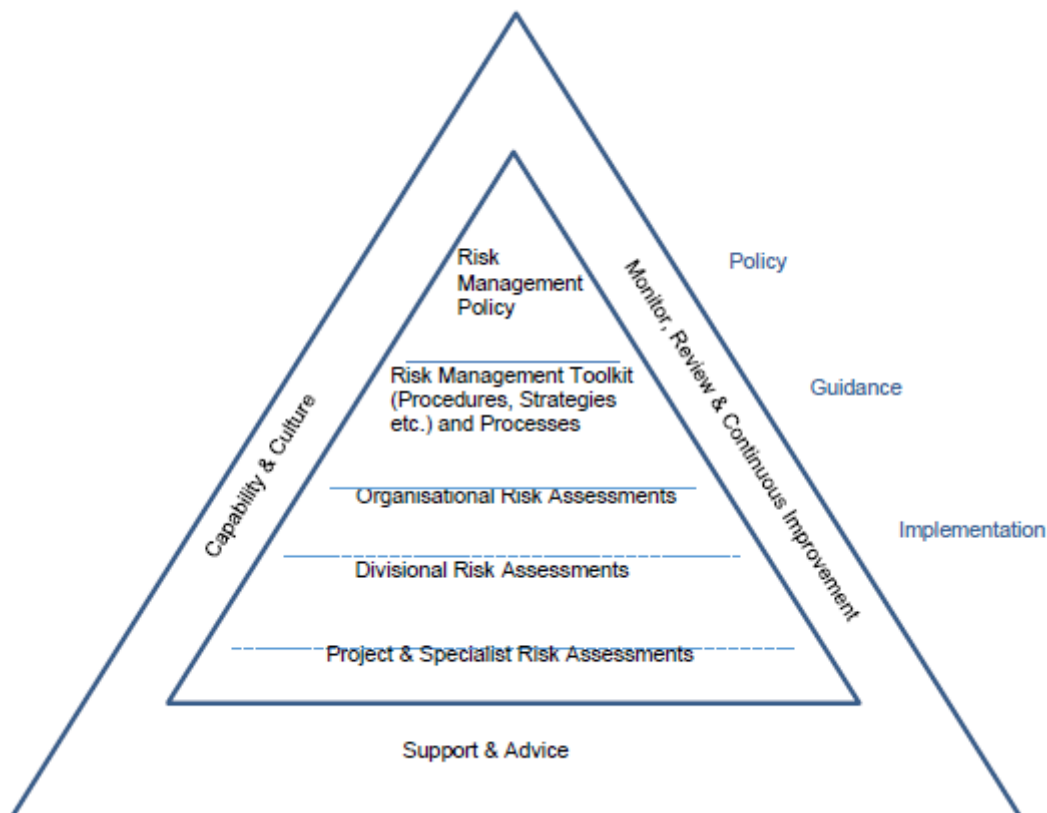 Risk
Management
Policy
Policy
Monitor, Review & Continuous Improvement
Risk Management Toolkit
(Procedures, Strategies
etc.) and Processes
Guidance
Capability & Culture
Organisational Risk Assessments
Implementation
Divisional Risk Assessments
Project & Specialist Risk Assessments
Support & Advice